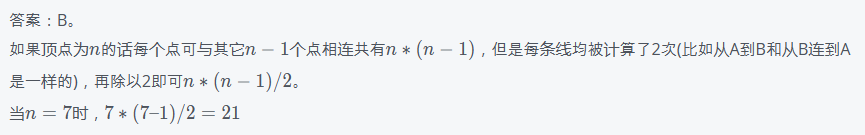 答案：B。
如果顶点为n的话每个点可与其它n − 1个点相连共有n ∗ (n − 1)，但是每条线均被计算了2次(比如从A到B和从B连到A
是一样的)，再除以2即可n ∗ (n − 1)/2。
当n = 7时，7 ∗ (7–1)/2 = 21